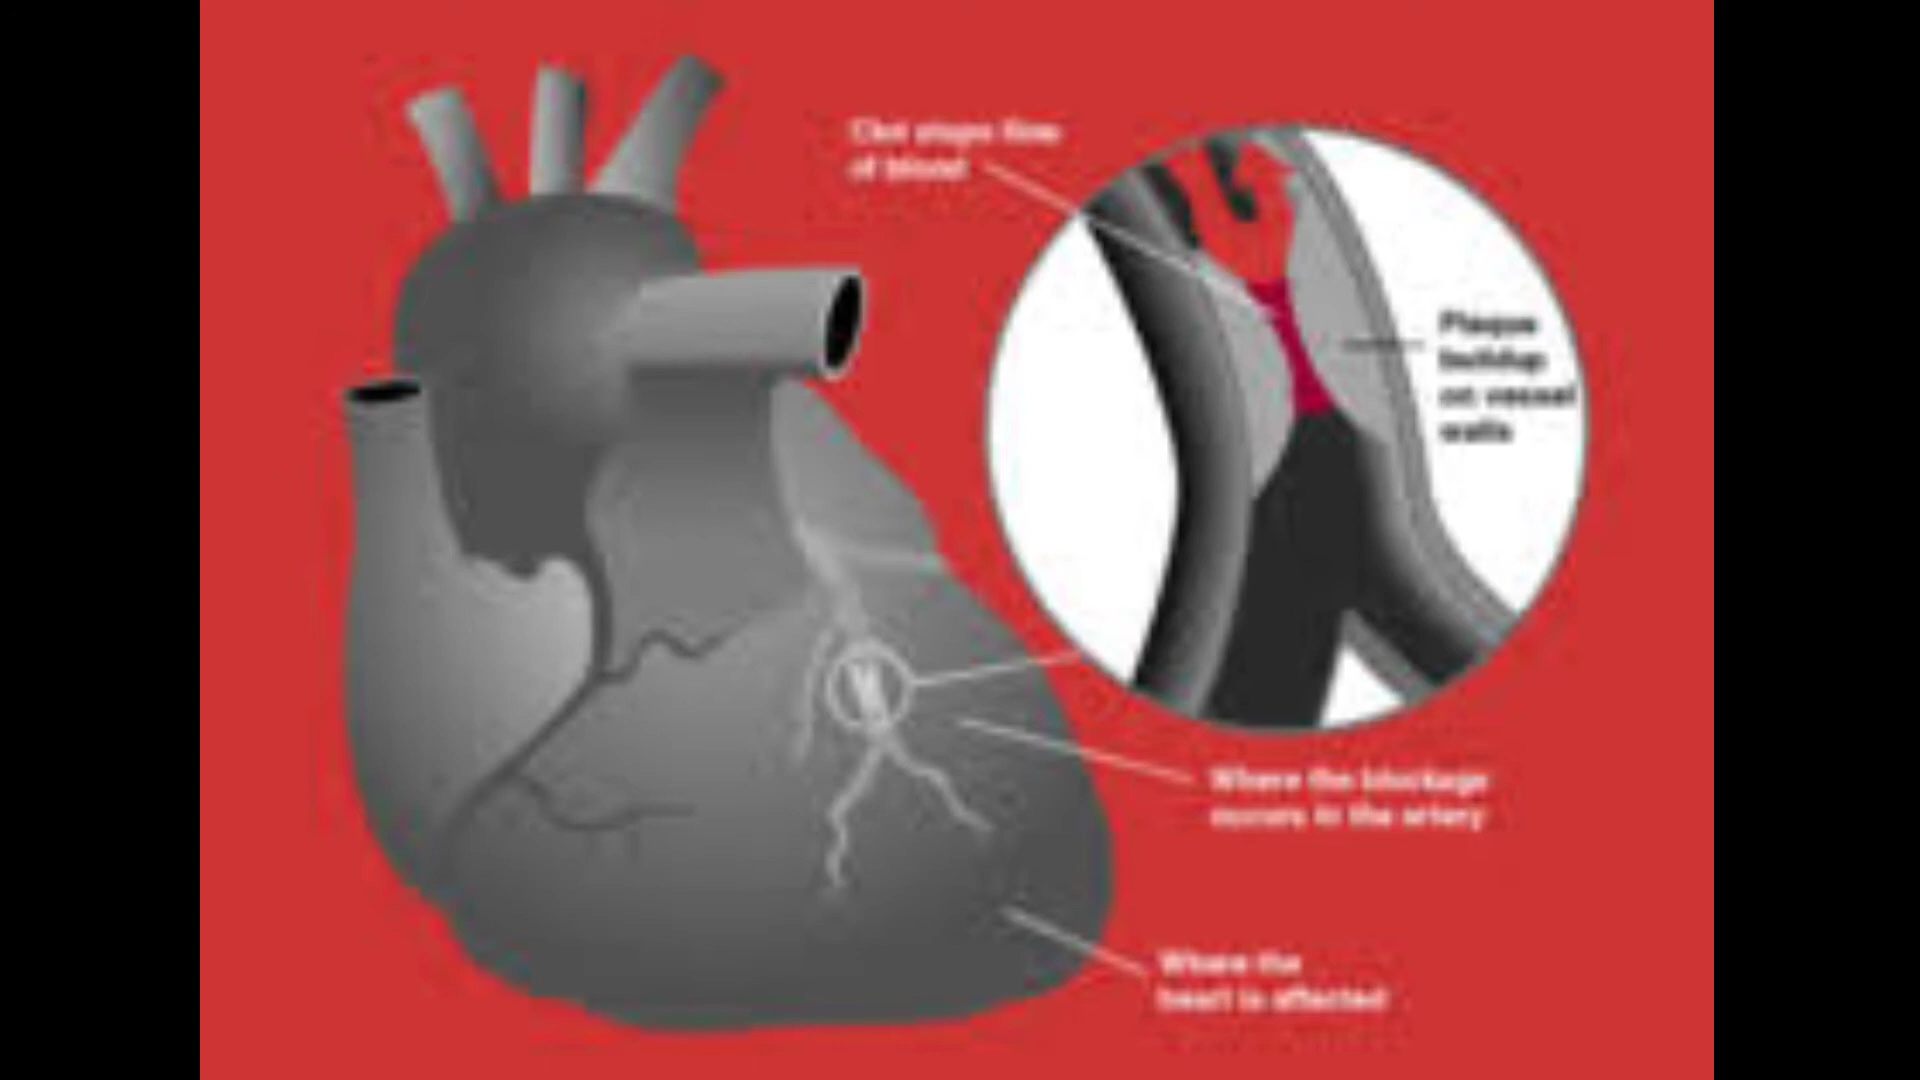 Clot stops flow
of blood
Plaque
buildup
on vessel
walls
Where the blockage
occurs in the artery
Where the
heart is affected